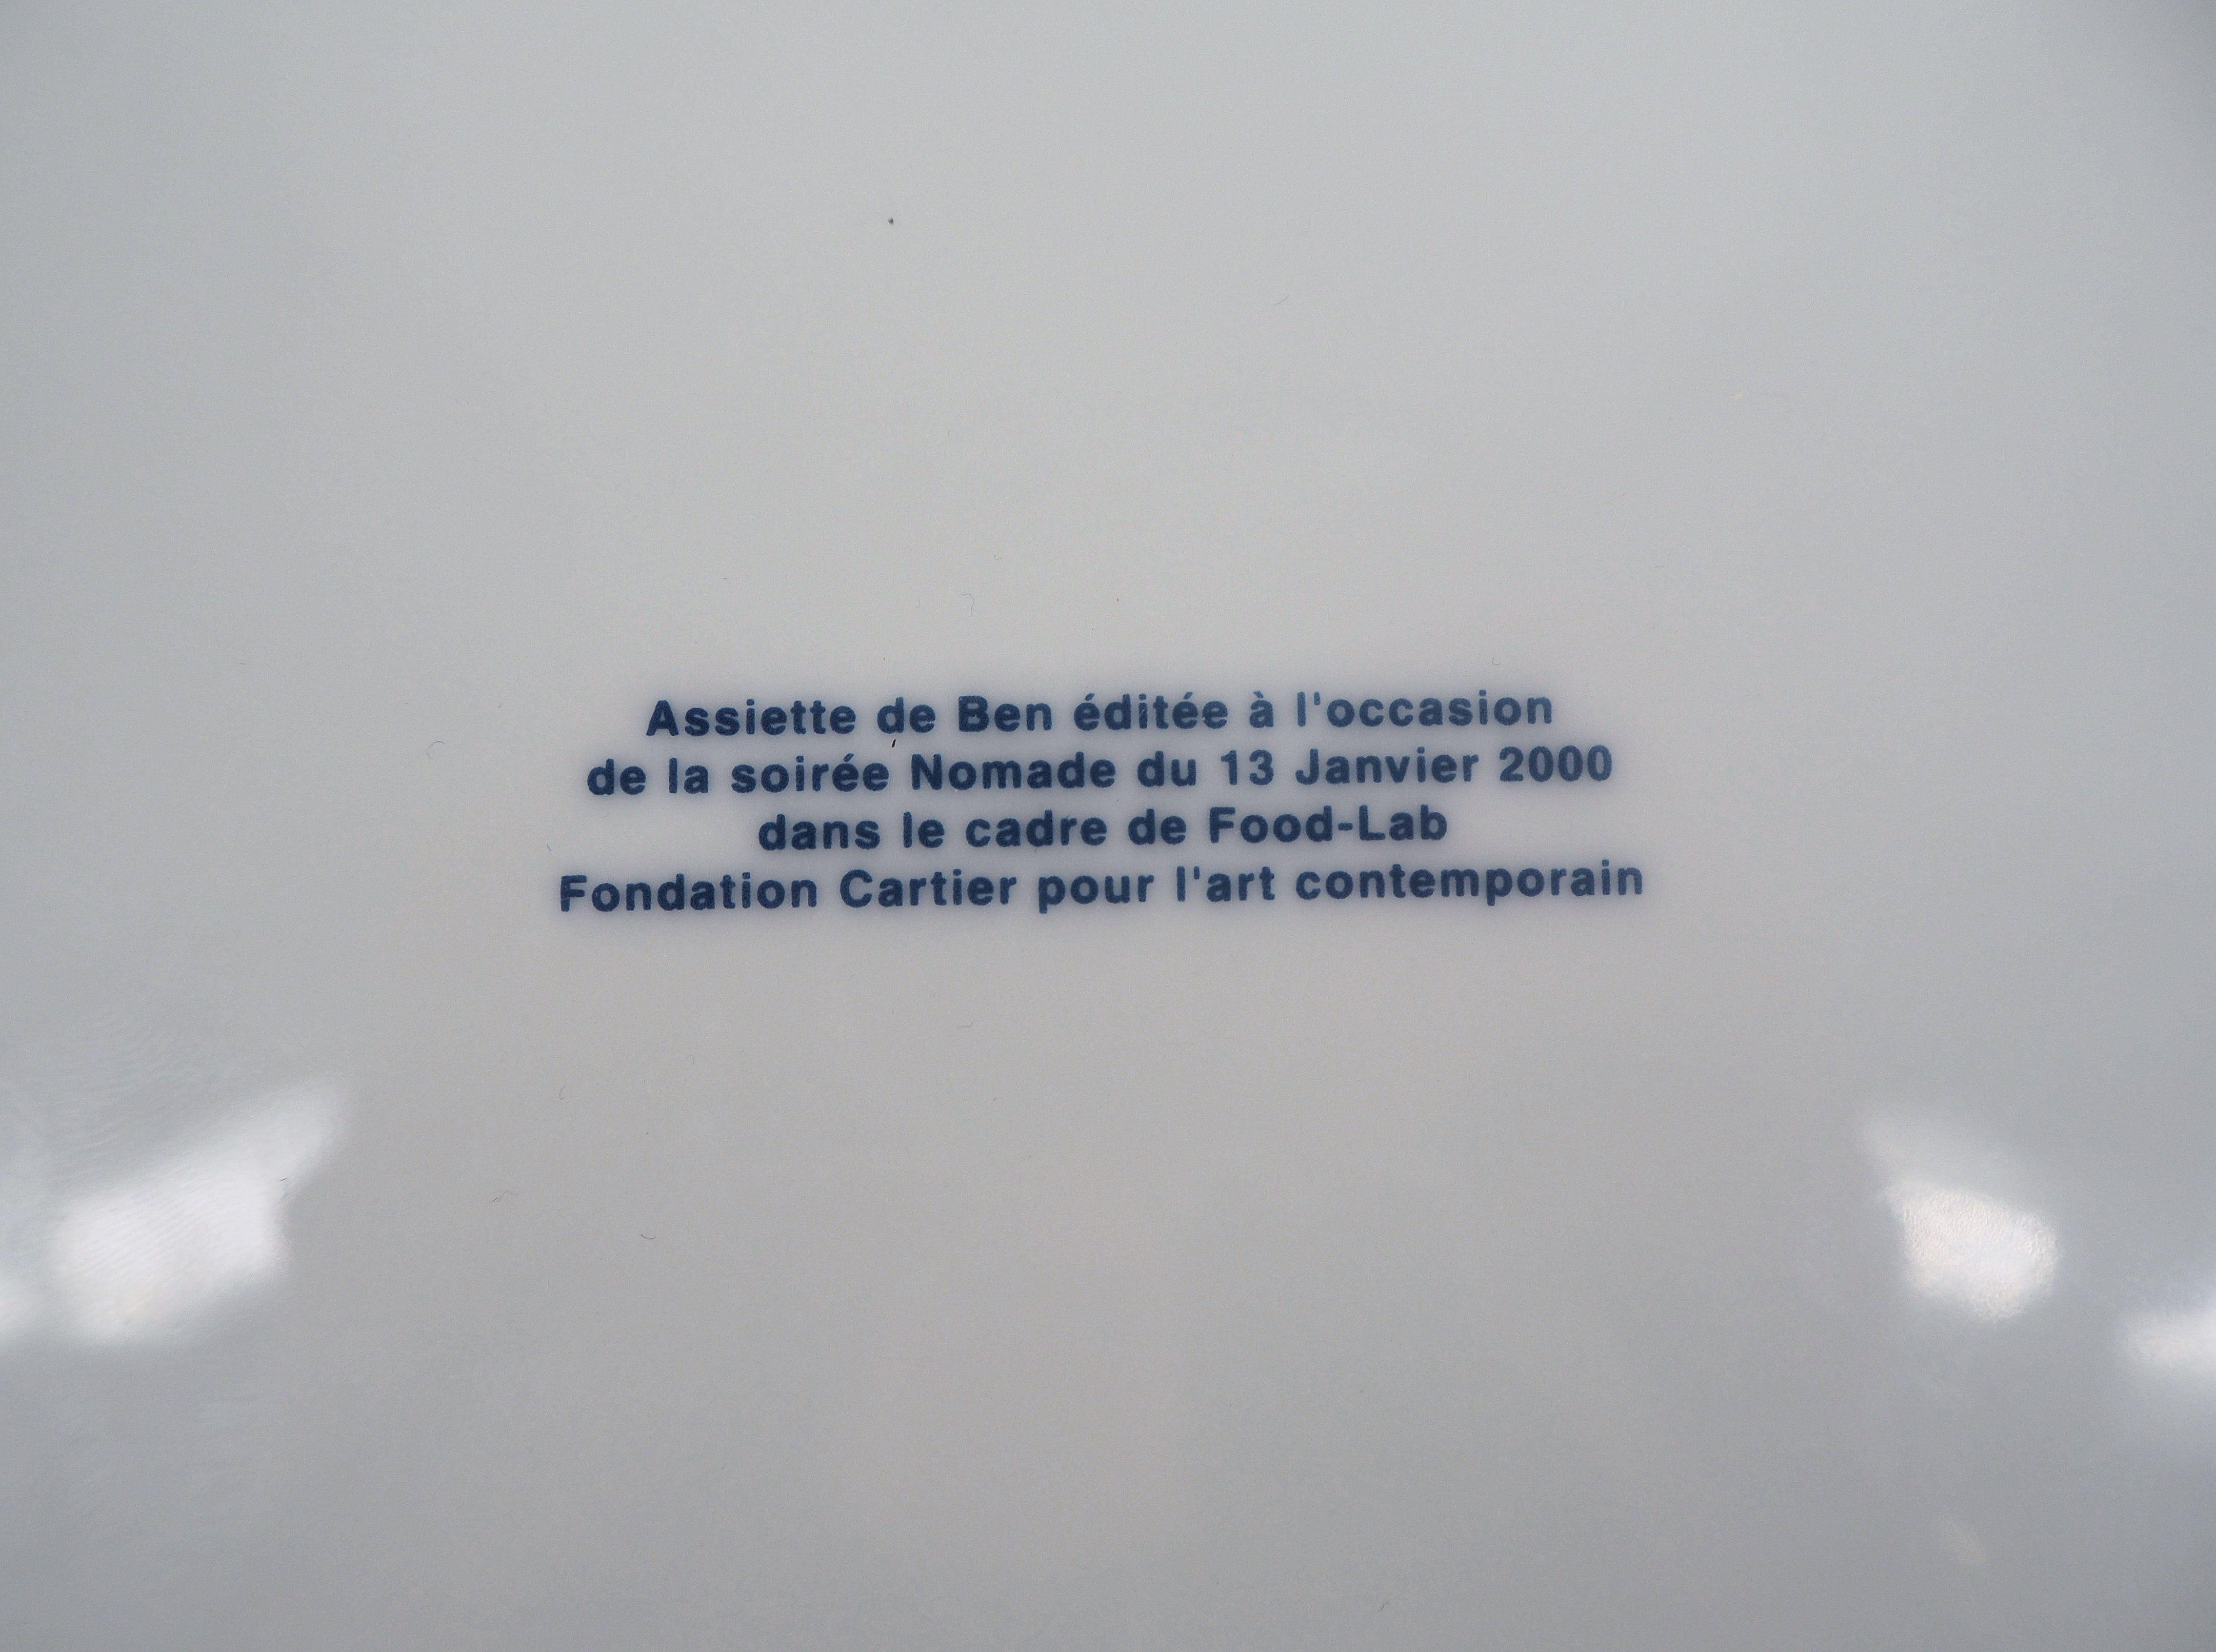 Assiette de Ben éditée à l'occasion
de la soirée Nomade du 13 Janvier 2000
dans le cadre de Food-Lab
Fondation Cartier pour l'art contemporain